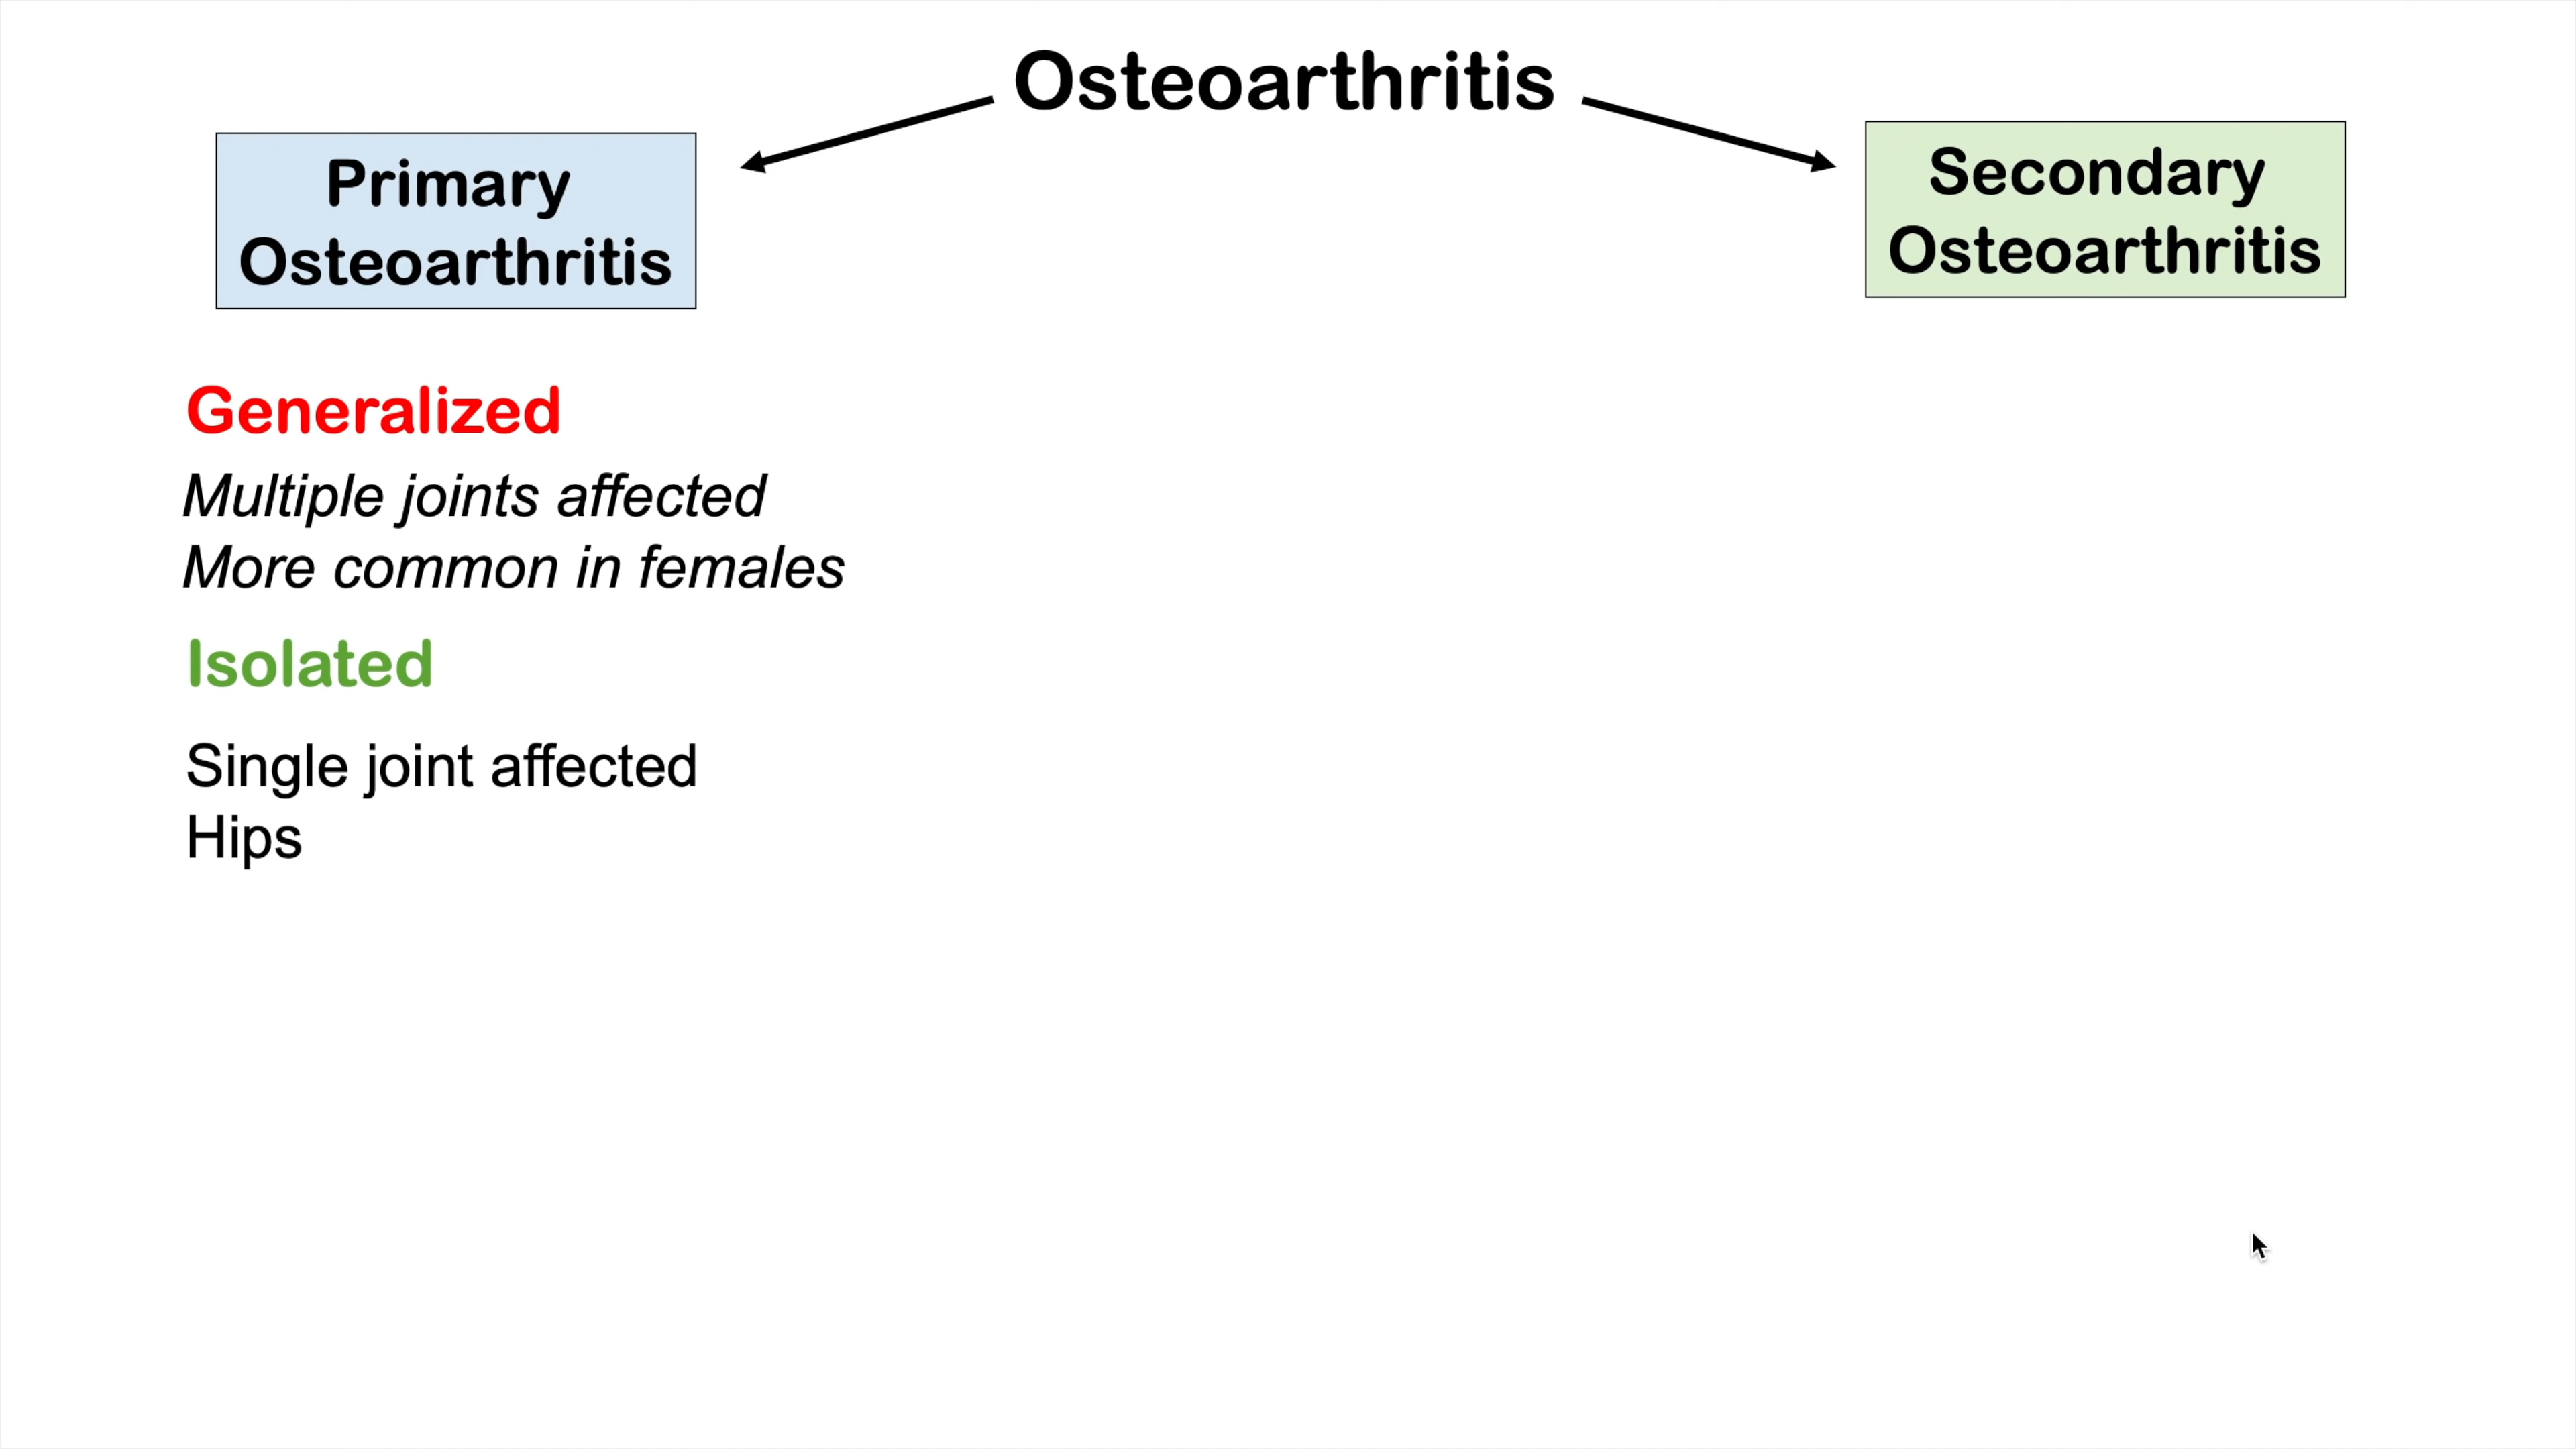 Osteoarthritis
Primary
Osteoarthritis
Secondary
Osteoarthritis
Generalized
Multiple joints affected
More common in females
Isolated
Single joint affected
Hips